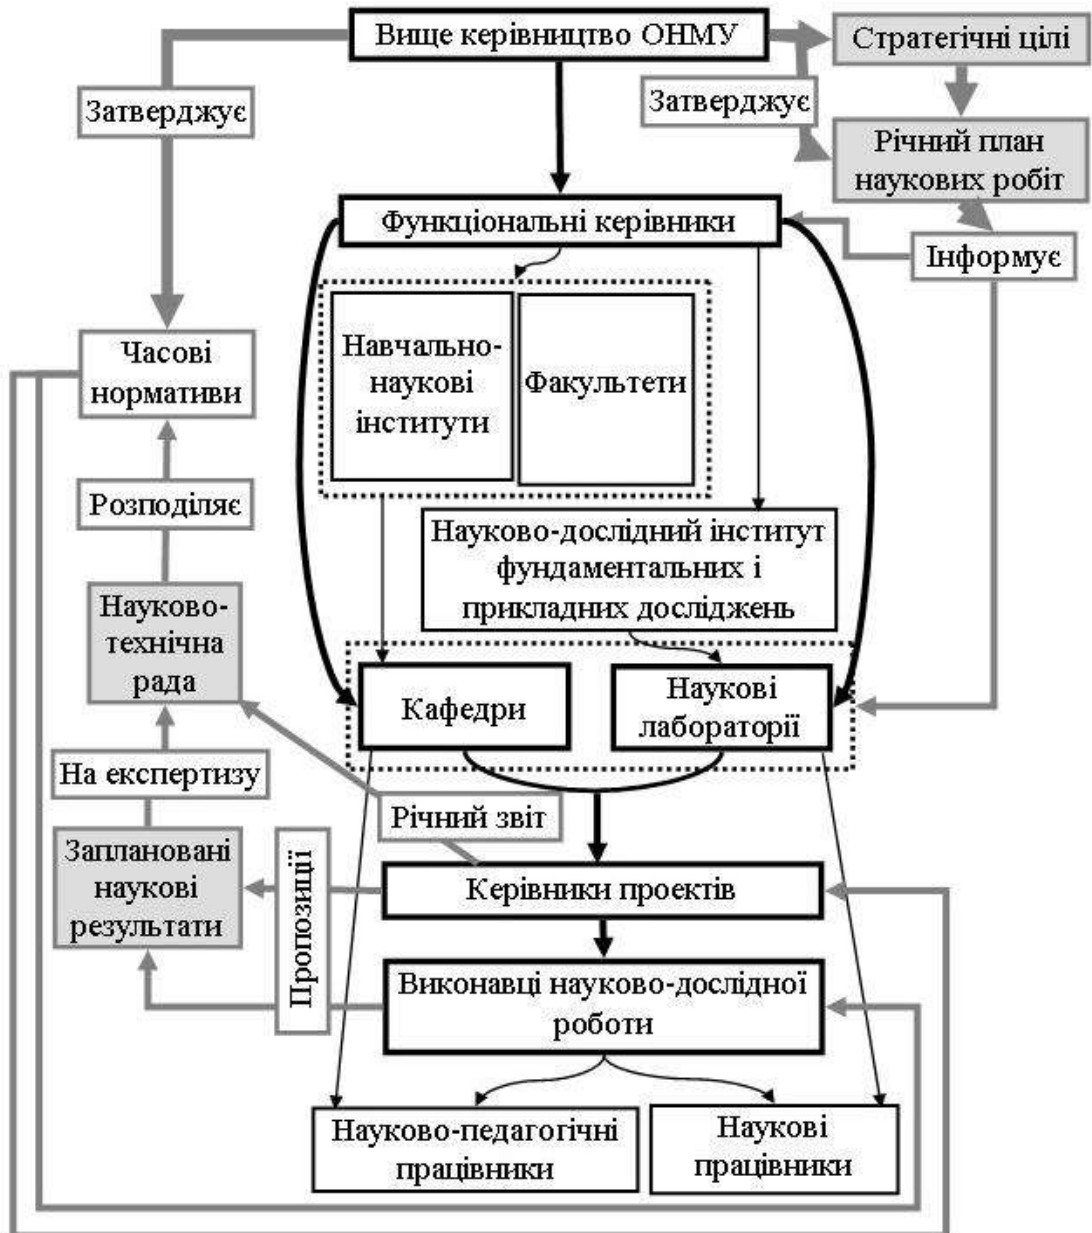 Вище керівництво ОНМУ
Стратегічні цілі
Затверджує
Затверджує
Річний план
наукових робіт
Функціональні керівники
Інформує
Навчально-
наукові
інститути
Факультети
Часові
нормативи
Розподіляє
Науково-дослідний інститут
фундаментальних і
прикладних досліджень
Науково-
технічна
рада
Кафедри
Наукові
лабораторії
На експертизу
Річний звіт
Заплановані
наукові
результати
Пропозиції
Керівники проектів
Виконавці науково-дослідної
роботи
Науково-педагогічні
працівники
Наукові
працівники